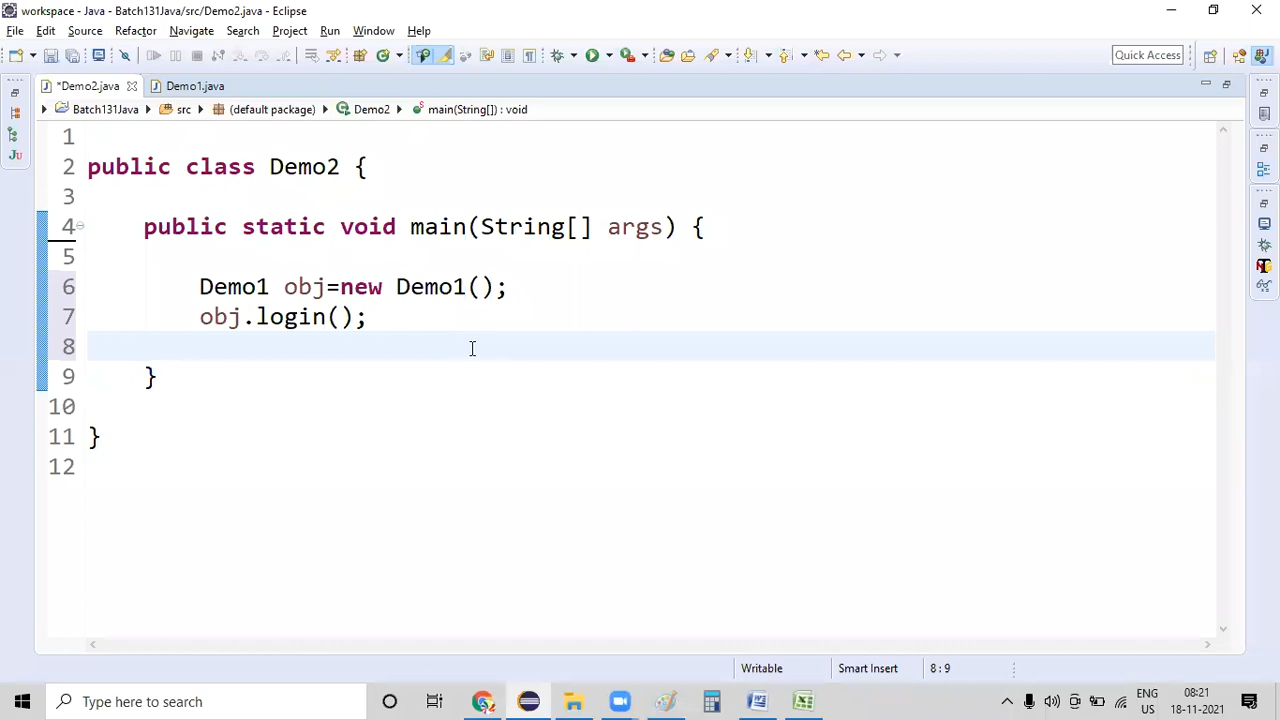 workspace - Java - Batch131Java/src/Demo2.java - Eclipse
File Edit Source Refactor Navigate Search Project Run Window Help
Quick Access
*Demo2.java Demo1.java
Batch131Java src (default package) Demo2 main(String[]) : void
1
2 public class Demo2 {
3
4 public static void main(String[] args) {
5
6 Demo1 obj=new Demo1();
7 obj.login();
8
9 }
10
11 }
12
Writable Smart Insert 8 : 9
Type here to search
ENG 08:21
US 18-11-2021